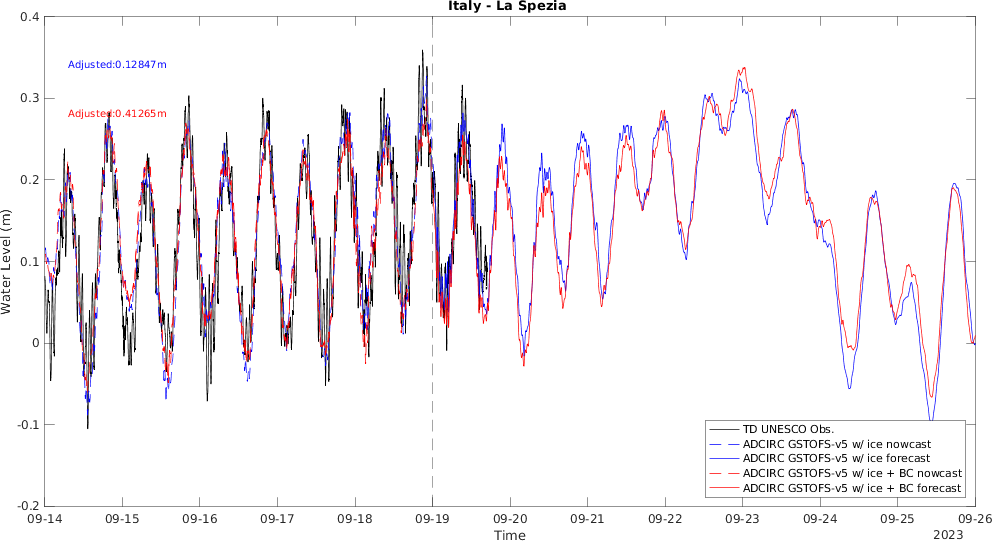 Italy - La Spezia
0.4
Adjusted:0.12847m
0.3
Adjusted:0.41265m
0.2
0.1
0
-0.1
-0.2
Water Level (m)
TD UNESCO Obs.
ADCIRC GSTOFS-v5 w/ ice nowcast
ADCIRC GSTOFS-v5 w/ ice forecast
ADCIRC GSTOFS-v5 w/ ice + BC nowcast
ADCIRC GSTOFS-v5 w/ ice + BC forecast
09-14 09-15 09-16 09-17 09-18 09-19 09-20 09-21 09-22 09-23 09-24 09-25 09-26
Time
2023